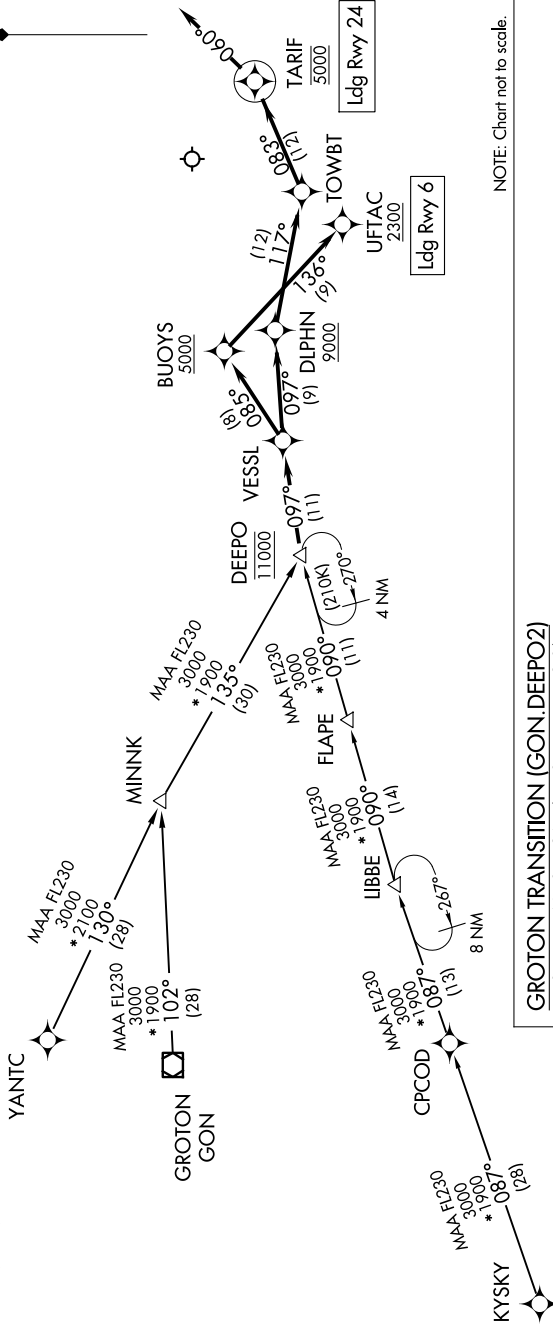 YANTC
MAA FL230
3000
*2100
130°
(28)
GROTON
GON
MAA FL230
3000
*1900
102°
(28)
MINNK
MAA FL230
3000
*1900
135°
(30)
KYSKY
MAA FL230
3000
*1900
087°
(28)
CPCOD
MAA FL230
3000
*1900
087°
(13)
LIBBE
267°
8 NM
MAA FL230
3000
*1900
090°
(14)
FLAPE
MAA FL230
3000
*1900
090°
(11)
DEEPO
11000
(210K)
270°
4 NM
097°
(11)
VESSL
(8)
085°
097°
(9)
BUOYS
5000
DLPHN
9000
(12)
117°
136°
(9)
TOWBT
UFTAC
2300
Ldg Rwy 6
083°
(12)
TARIF
5000
Ldg Rwy 24
060°
NOTE: Chart not to scale.
GROTON TRANSITION (GON.DEEPO2)